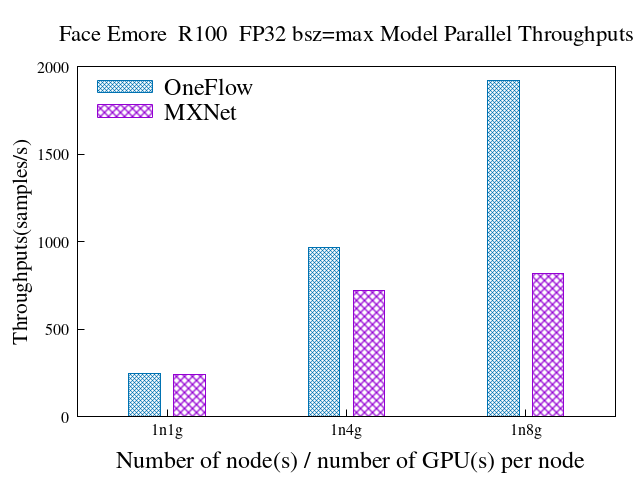 Face Emore  R100  FP32 bsz=max Model Parallel Throughputs
2000
1500
1000
500
0
Throughputs(samples/s)
OneFlow
MXNet
1n1g 1n4g 1n8g
Number of node(s) / number of GPU(s) per node